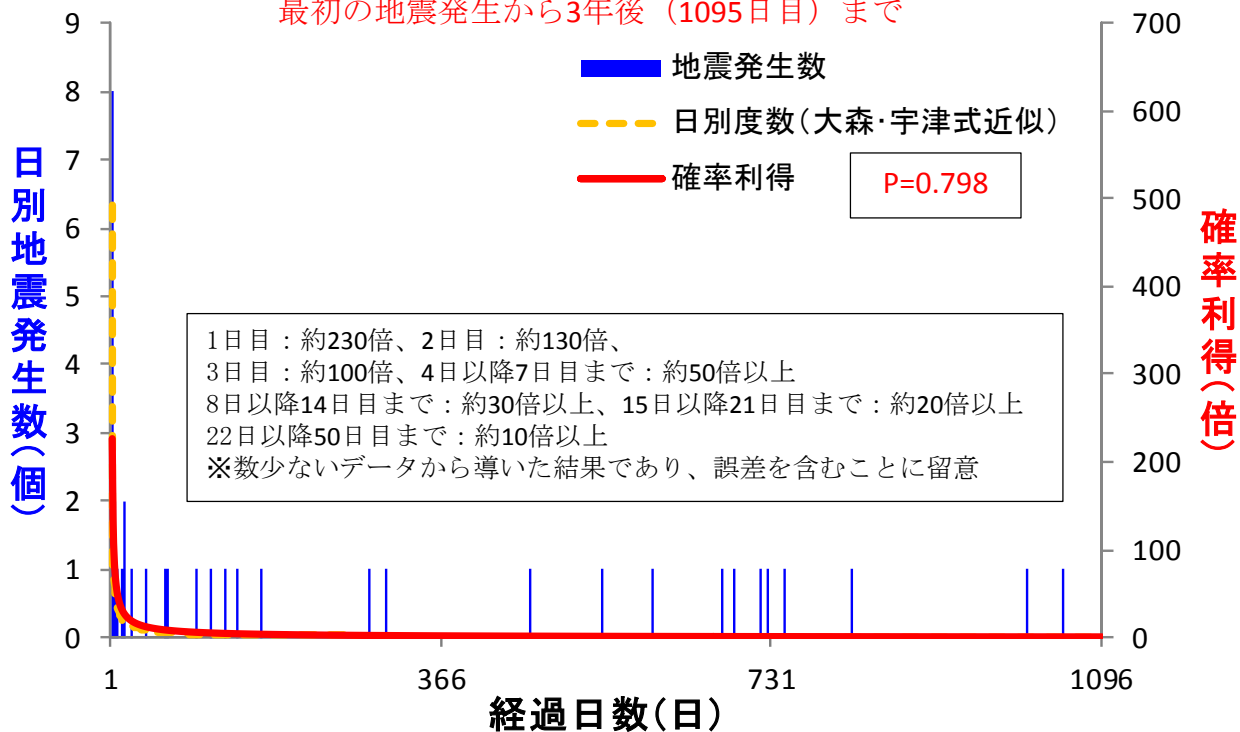 最初の地震発生から3年後（1095日目）まで
地震発生数
日別度数(大森･宇津式近似)
確率利得
P=0.798
日別地震発生数(個)
9
8
7
6
5
4
3
2
1
0
1日目：約230倍、2日目：約130倍、
3日目：約100倍、4日以降7日目まで：約50倍以上
8日以降14日目まで：約30倍以上、15日以降21日目まで：約20倍以上
22日以降50日目まで：約10倍以上
※数少ないデータから導いた結果であり、誤差を含むことに留意
700
600
500
400
300
200
100
0
確率利得(倍)
1
366
731
1096
経過日数(日)